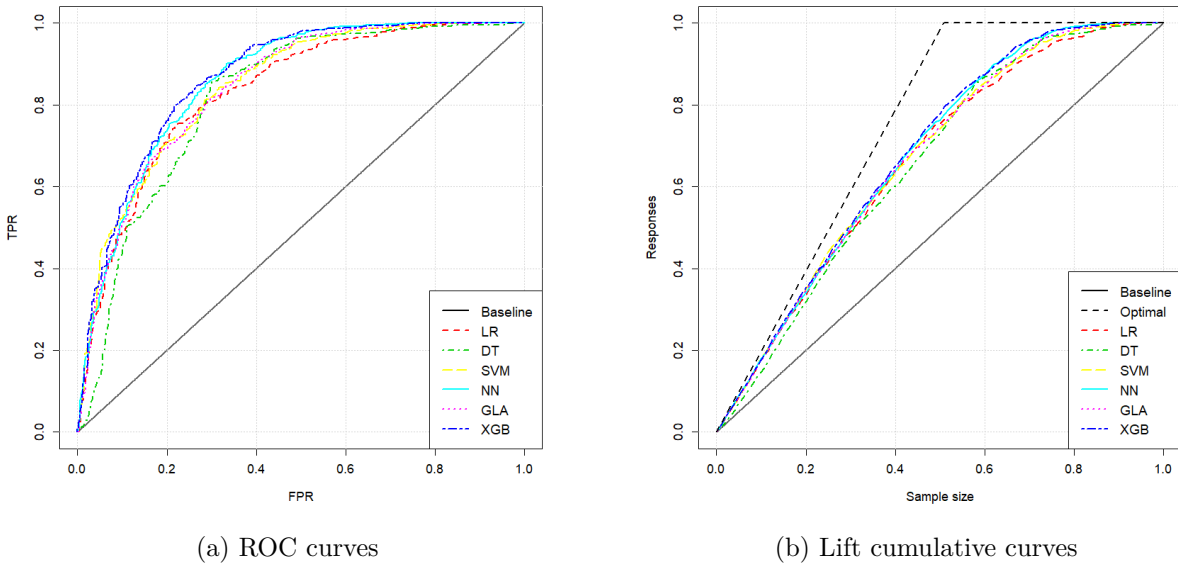 TPR
1.0
0.8
0.6
0.4
0.2
0.0
0.0 0.2 0.4 0.6 0.8 1.0
FPR
Baseline
LR
DT
SVM
NN
GLA
XGB
(a) ROC curves
Responses
1.0
0.8
0.6
0.4
0.2
0.0
0.0 0.2 0.4 0.6 0.8 1.0
Sample size
Baseline
Optimal
LR
DT
SVM
NN
GLA
XGB
(b) Lift cumulative curves